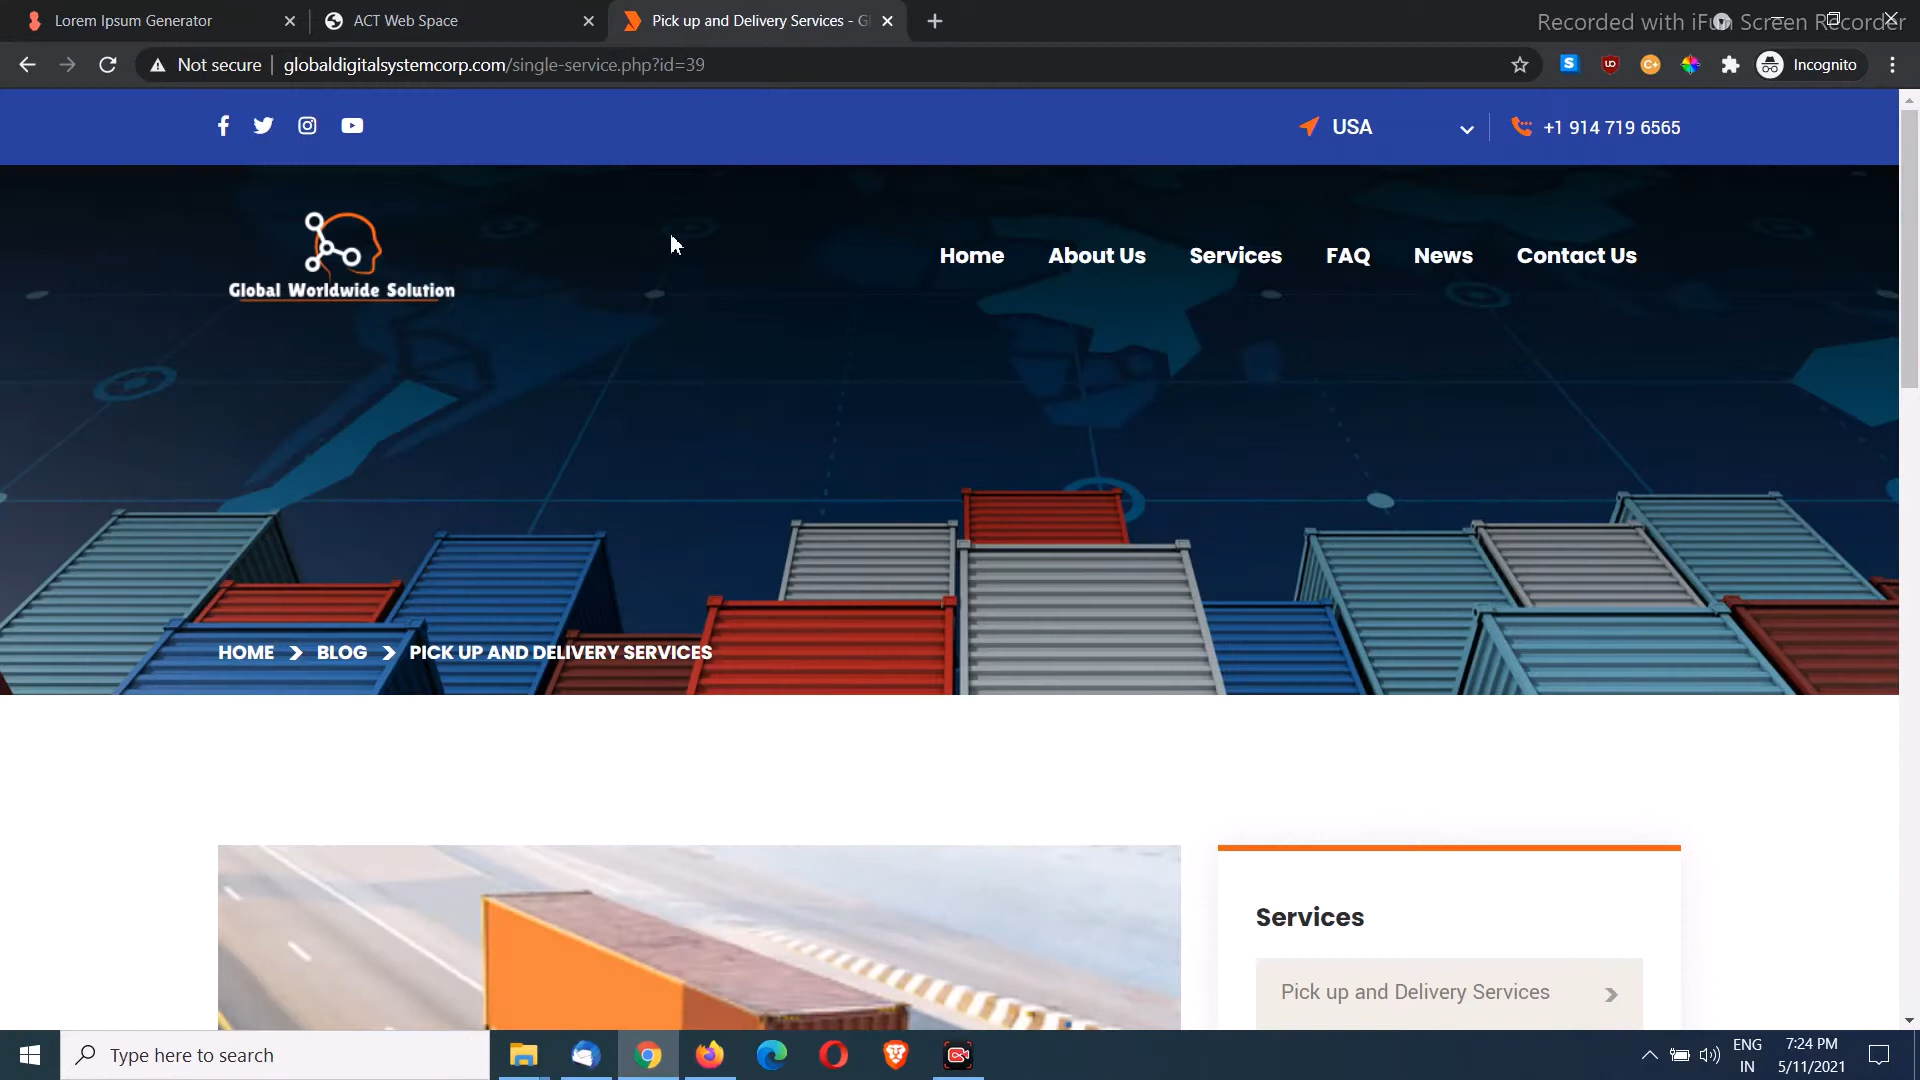 Lorem Ipsum Generator
ACT Web Space
Pick up and Delivery Services - G
Recorded with iFun Screen Recorder
Not secure
globaldigitalsystemcorp.com/single-service.php?id=39
Incognito
USA
+1 914 719 6565
Global Worldwide Solution
Home
About Us
Services
FAQ
News
Contact Us
HOME
BLOG
PICK UP AND DELIVERY SERVICES
Services
Pick up and Delivery Services
Type here to search
ENG
IN
7:24 PM
5/11/2021